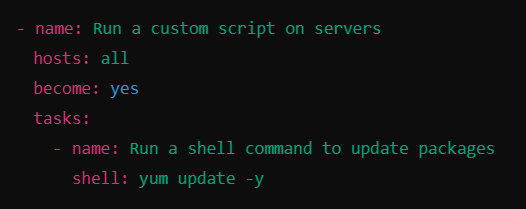 - name: Run a custom script on servers
  hosts: all
  become: yes
  tasks:
    - name: Run a shell command to update packages
      shell: yum update -y